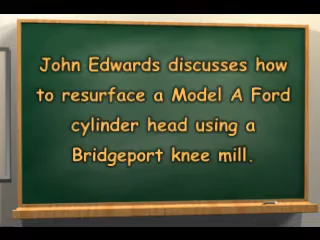 John Edwards discusses how
to resurface a Model A Ford
cylinder head using a
Bridgeport knee mill.